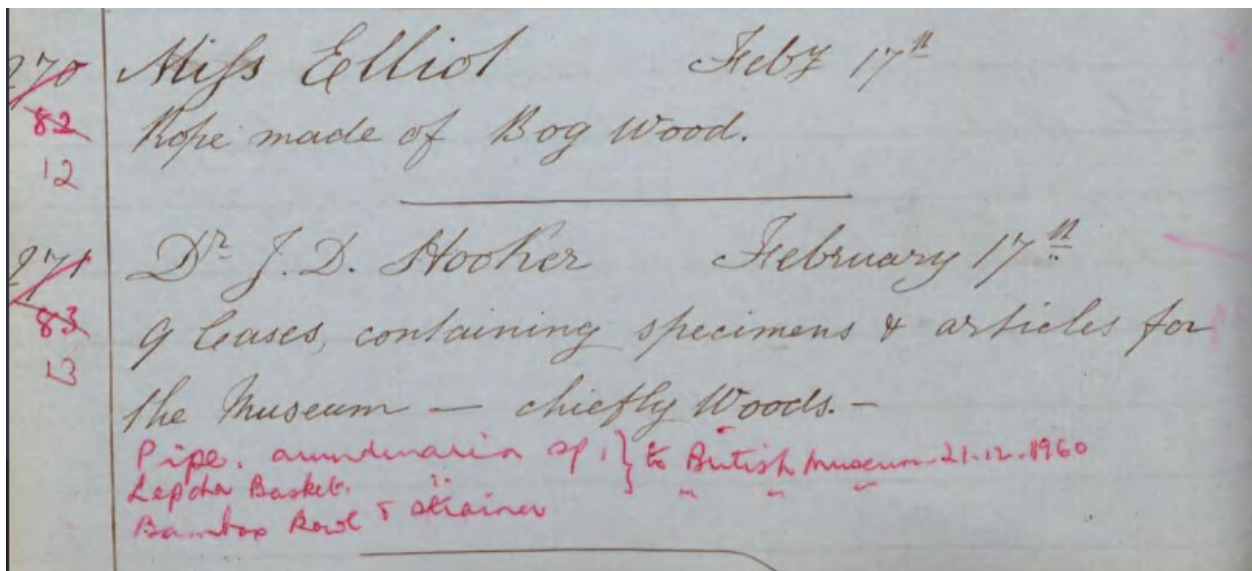 270 Miss Elliot Feby 17th
82 Rope made of Bog Wood.
12
271 Dr. J. D. Hooker February 17th
83 9 Cases, containing specimens & articles for
13 the Museum — chiefly Woods. —
Pipe. arundinaria sp. } to British Museum 21.12.1960
Lepcha Basket. " } " " "
Bamboo Bowl & strainer